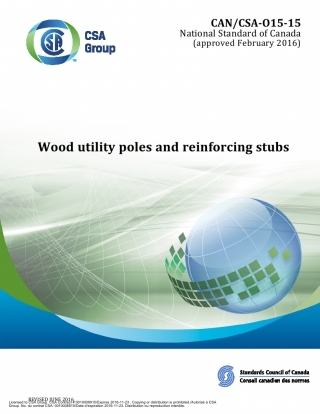 CSA
Group
CAN/CSA-O15-15
National Standard of Canada
(approved February 2016)
Wood utility poles and reinforcing stubs
Standards Council of Canada
Conseil canadien des normes
REVISED JUNE 2016